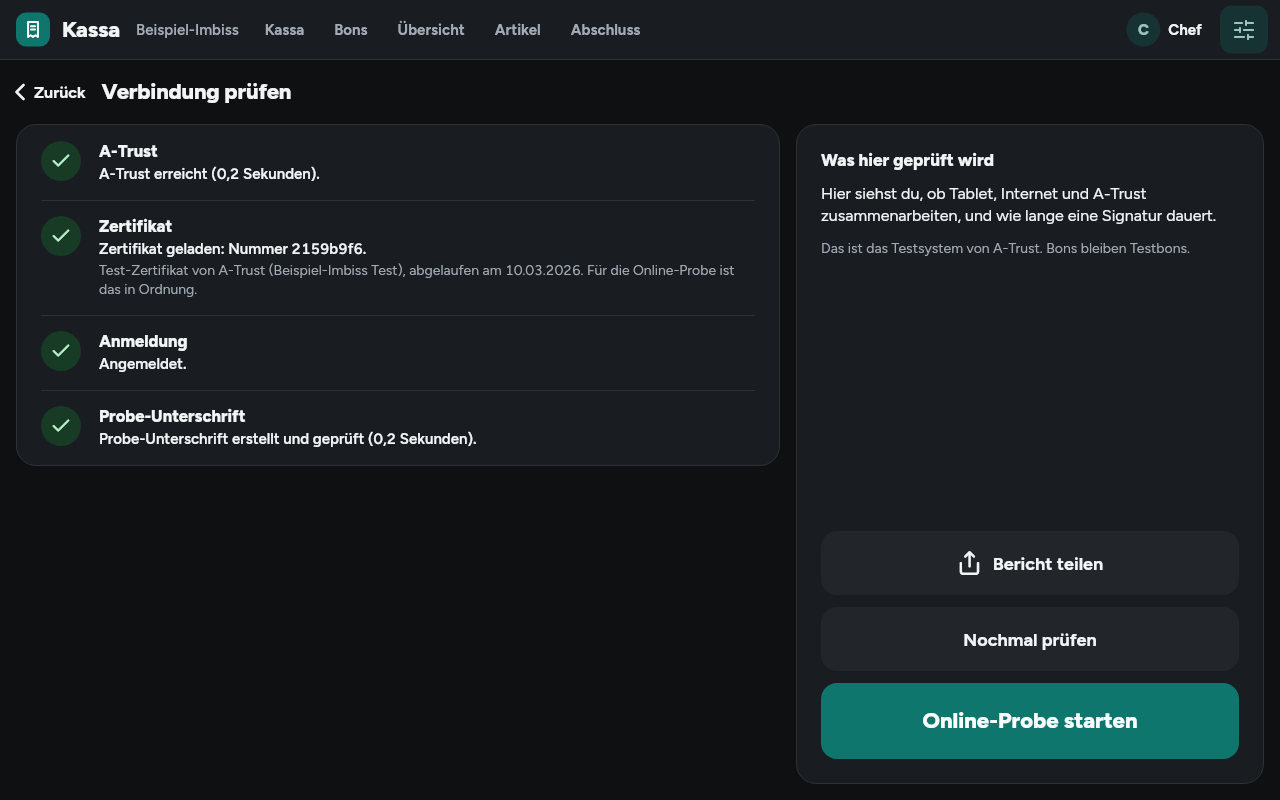 Kassa
Beispiel-Imbiss
Kassa
Bons
Übersicht
Artikel
Abschluss
C
Chef
Zurück
Verbindung prüfen
A-Trust
A-Trust erreicht (0,2 Sekunden).
Zertifikat
Zertifikat geladen: Nummer 2159b9f6.
Test-Zertifikat von A-Trust (Beispiel-Imbiss Test), abgelaufen am 10.03.2026. Für die Online-Probe ist
das in Ordnung.
Anmeldung
Angemeldet.
Probe-Unterschrift
Probe-Unterschrift erstellt und geprüft (0,2 Sekunden).
Was hier geprüft wird
Hier siehst du, ob Tablet, Internet und A-Trust
zusammenarbeiten, und wie lange eine Signatur dauert.
Das ist das Testsystem von A-Trust. Bons bleiben Testbons.
Bericht teilen
Nochmal prüfen
Online-Probe starten